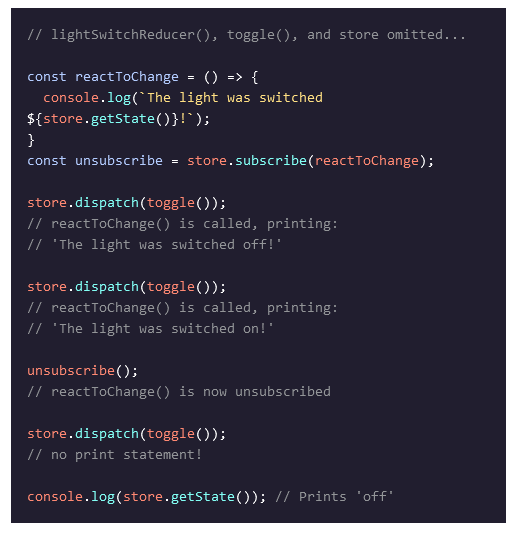 // lightSwitchReducer(), toggle(), and store omitted...
const reactToChange = () => {
  console.log(`The light was switched
${store.getState()}!`);
}
const unsubscribe = store.subscribe(reactToChange);
store.dispatch(toggle());
// reactToChange() is called, printing:
// 'The light was switched off!'
store.dispatch(toggle());
// reactToChange() is called, printing:
// 'The light was switched on!'
unsubscribe();
// reactToChange() is now unsubscribed
store.dispatch(toggle());
// no print statement!
console.log(store.getState()); // Prints 'off'